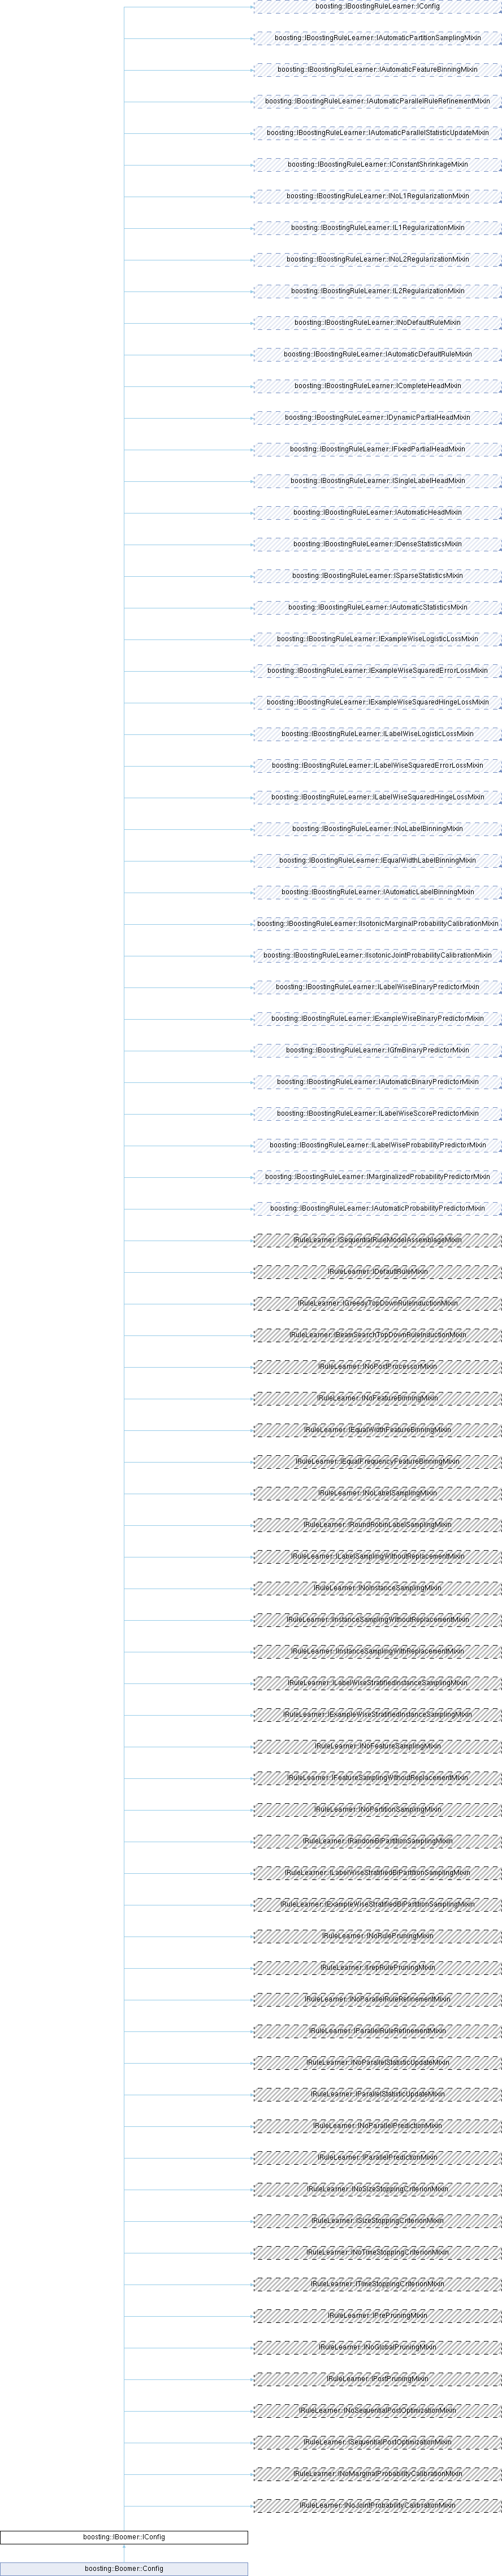 boosting::IBoostingRuleLearner::IConfig
boosting::IBoostingRuleLearner::IAutomaticPartitionSamplingMixin
boosting::IBoostingRuleLearner::IAutomaticFeatureBinningMixin
boosting::IBoostingRuleLearner::IAutomaticParallelRuleRefinementMixin
boosting::IBoostingRuleLearner::IAutomaticParallelStatisticUpdateMixin
boosting::IBoostingRuleLearner::IConstantShrinkageMixin
boosting::IBoostingRuleLearner::INoL1RegularizationMixin
boosting::IBoostingRuleLearner::IL1RegularizationMixin
boosting::IBoostingRuleLearner::INoL2RegularizationMixin
boosting::IBoostingRuleLearner::IL2RegularizationMixin
boosting::IBoostingRuleLearner::INoDefaultRuleMixin
boosting::IBoostingRuleLearner::IAutomaticDefaultRuleMixin
boosting::IBoostingRuleLearner::ICompleteHeadMixin
boosting::IBoostingRuleLearner::IDynamicPartialHeadMixin
boosting::IBoostingRuleLearner::IFixedPartialHeadMixin
boosting::IBoostingRuleLearner::ISingleLabelHeadMixin
boosting::IBoostingRuleLearner::IAutomaticHeadMixin
boosting::IBoostingRuleLearner::IDenseStatisticsMixin
boosting::IBoostingRuleLearner::ISparseStatisticsMixin
boosting::IBoostingRuleLearner::IAutomaticStatisticsMixin
boosting::IBoostingRuleLearner::IExampleWiseLogisticLossMixin
boosting::IBoostingRuleLearner::IExampleWiseSquaredErrorLossMixin
boosting::IBoostingRuleLearner::IExampleWiseSquaredHingeLossMixin
boosting::IBoostingRuleLearner::ILabelWiseLogisticLossMixin
boosting::IBoostingRuleLearner::ILabelWiseSquaredErrorLossMixin
boosting::IBoostingRuleLearner::ILabelWiseSquaredHingeLossMixin
boosting::IBoostingRuleLearner::INoLabelBinningMixin
boosting::IBoostingRuleLearner::IEqualWidthLabelBinningMixin
boosting::IBoostingRuleLearner::IAutomaticLabelBinningMixin
boosting::IBoostingRuleLearner::IIsotonicMarginalProbabilityCalibrationMixin
boosting::IBoostingRuleLearner::IIsotonicJointProbabilityCalibrationMixin
boosting::IBoostingRuleLearner::ILabelWiseBinaryPredictorMixin
boosting::IBoostingRuleLearner::IExampleWiseBinaryPredictorMixin
boosting::IBoostingRuleLearner::IGfmBinaryPredictorMixin
boosting::IBoostingRuleLearner::IAutomaticBinaryPredictorMixin
boosting::IBoostingRuleLearner::ILabelWiseScorePredictorMixin
boosting::IBoostingRuleLearner::ILabelWiseProbabilityPredictorMixin
boosting::IBoostingRuleLearner::IMarginalizedProbabilityPredictorMixin
boosting::IBoostingRuleLearner::IAutomaticProbabilityPredictorMixin
IRuleLearner::ISequentialRuleModelAssemblageMixin
IRuleLearner::IDefaultRuleMixin
IRuleLearner::IGreedyTopDownRuleInductionMixin
IRuleLearner::IBeamSearchTopDownRuleInductionMixin
IRuleLearner::INoPostProcessorMixin
IRuleLearner::INoFeatureBinningMixin
IRuleLearner::IEqualWidthFeatureBinningMixin
IRuleLearner::IEqualFrequencyFeatureBinningMixin
IRuleLearner::INoLabelSamplingMixin
IRuleLearner::IRoundRobinLabelSamplingMixin
IRuleLearner::ILabelSamplingWithoutReplacementMixin
IRuleLearner::INoInstanceSamplingMixin
IRuleLearner::IInstanceSamplingWithoutReplacementMixin
IRuleLearner::IInstanceSamplingWithReplacementMixin
IRuleLearner::ILabelWiseStratifiedInstanceSamplingMixin
IRuleLearner::IExampleWiseStratifiedInstanceSamplingMixin
IRuleLearner::INoFeatureSamplingMixin
IRuleLearner::IFeatureSamplingWithoutReplacementMixin
IRuleLearner::INoPartitionSamplingMixin
IRuleLearner::IRandomBiPartitionSamplingMixin
IRuleLearner::ILabelWiseStratifiedBiPartitionSamplingMixin
IRuleLearner::IExampleWiseStratifiedBiPartitionSamplingMixin
IRuleLearner::INoRulePruningMixin
IRuleLearner::IIrepRulePruningMixin
IRuleLearner::INoParallelRuleRefinementMixin
IRuleLearner::IParallelRuleRefinementMixin
IRuleLearner::INoParallelStatisticUpdateMixin
IRuleLearner::IParallelStatisticUpdateMixin
IRuleLearner::INoParallelPredictionMixin
IRuleLearner::IParallelPredictionMixin
IRuleLearner::INoSizeStoppingCriterionMixin
IRuleLearner::ISizeStoppingCriterionMixin
IRuleLearner::INoTimeStoppingCriterionMixin
IRuleLearner::ITimeStoppingCriterionMixin
IRuleLearner::IPrePruningMixin
IRuleLearner::INoGlobalPruningMixin
IRuleLearner::IPostPruningMixin
IRuleLearner::INoSequentialPostOptimizationMixin
IRuleLearner::ISequentialPostOptimizationMixin
IRuleLearner::INoMarginalProbabilityCalibrationMixin
IRuleLearner::INoJointProbabilityCalibrationMixin
boosting::IBoomer::IConfig
boosting::Boomer::Config